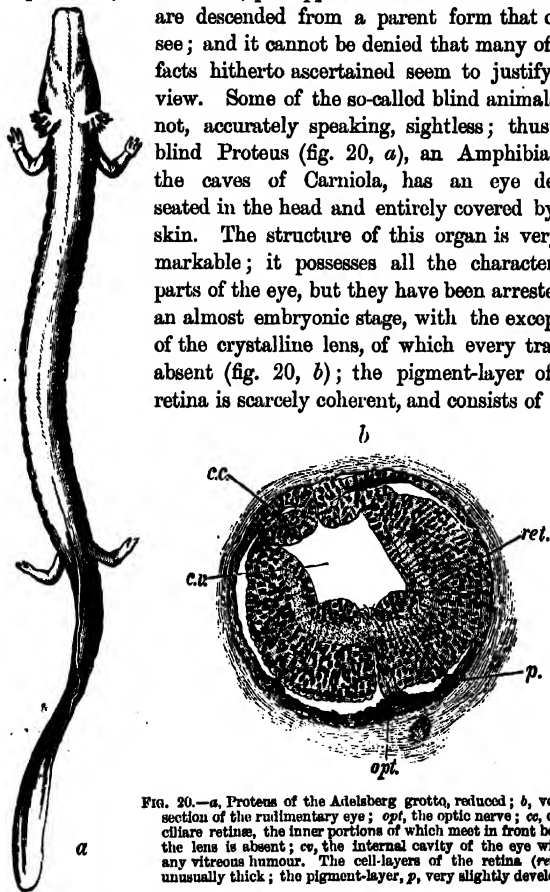 are descended from a parent form that c
see; and it cannot be denied that many of
facts hitherto ascertained seem to justify
view. Some of the so-called blind animal
not, accurately speaking, sightless; thus
blind Proteus (fig. 20, a), an Amphibia
the caves of Carniola, has an eye de
seated in the head and entirely covered by
skin. The structure of this organ is very
markable; it possesses all the character
parts of the eye, but they have been arreste
an almost embryonic stage, with the excep
of the crystalline lens, of which every tra
absent (fig. 20, b); the pigment-layer of
retina is scarcely coherent, and consists of
b
c.c.
ret.
c.u
p.
opt.
a
FIG. 20.—a, Proteus of the Adelsberg grotto, reduced; b, ve
section of the rudimentary eye; opt, the optic nerve; cc, c
ciliare retinæ, the inner portions of which meet in front be
the lens is absent; cv, the internal cavity of the eye wi
any vitreous humour. The cell-layers of the retina (re
unusually thick; the pigment-layer, p, very slightly develo